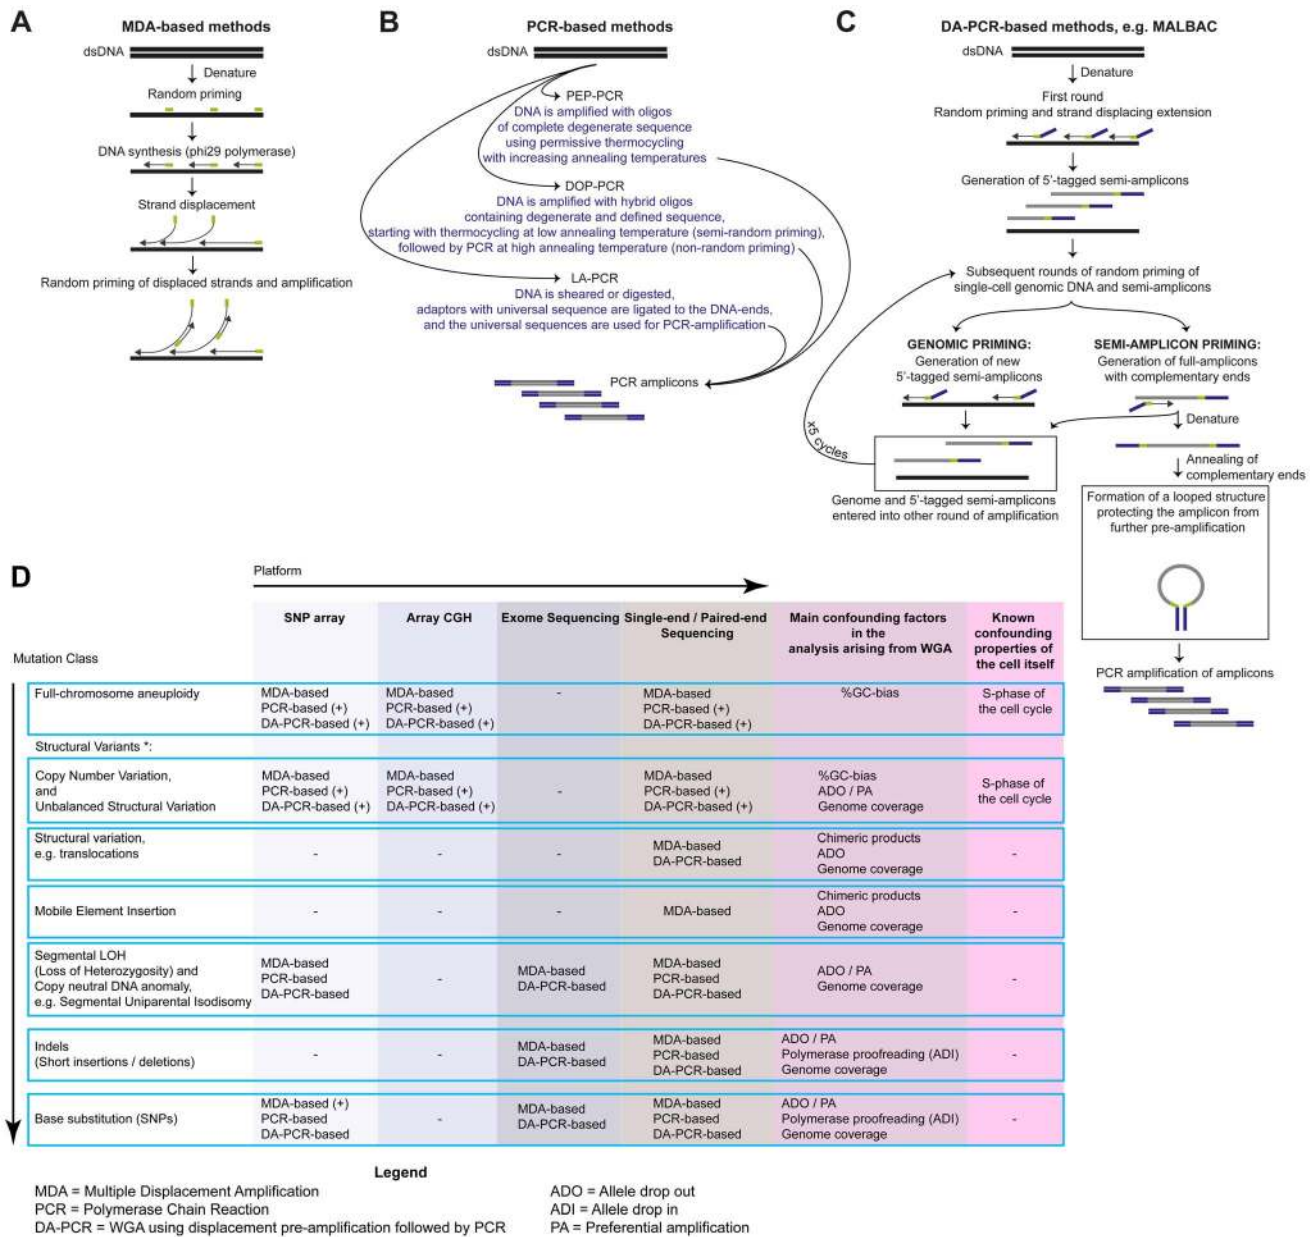 A
MDA-based methods
dsDNA
Denature
Random priming
DNA synthesis (phi29 polymerase)
Strand displacement
Random priming of displaced strands and amplification
B
PCR-based methods
dsDNA
PEP-PCR
DNA is amplified with oligos
of complete degenerate sequence
using permissive thermocycling
with increasing annealing temperatures
DOP-PCR
DNA is amplified with hybrid oligos
containing degenerate and defined sequence,
starting with thermocycling at low annealing temperature (semi-random priming),
followed by PCR at high annealing temperature (non-random priming)
LA-PCR
DNA is sheared or digested,
adaptors with universal sequence are ligated to the DNA-ends,
and the universal sequences are used for PCR-amplification
PCR amplicons
C
DA-PCR-based methods, e.g. MALBAC
dsDNA
Denature
First round
Random priming and strand displacing extension
Generation of 5'-tagged semi-amplicons
Subsequent rounds of random priming of
single-cell genomic DNA and semi-amplicons
GENOMIC PRIMING:
Generation of new
5'-tagged semi-amplicons
SEMI-AMPLICON PRIMING:
Generation of full-amplicons
with complementary ends
Denature
x5 cycles
Annealing of
complementary ends
Genome and 5'-tagged semi-amplicons
entered into other round of amplification
Formation of a looped structure
protecting the amplicon from
further pre-amplification
PCR amplification of amplicons
D
Platform
Mutation Class
SNP array
Array CGH
Exome Sequencing
Single-end / Paired-end
Sequencing
Main confounding factors
in the
analysis arising from WGA
Known
confounding
properties of
the cell itself
Full-chromosome aneuploidy
MDA-based
PCR-based (+)
DA-PCR-based (+)
MDA-based
PCR-based (+)
DA-PCR-based (+)
-
MDA-based
PCR-based (+)
DA-PCR-based (+)
%GC-bias
S-phase of
the cell cycle
Structural Variants *:
Copy Number Variation,
and
Unbalanced Structural Variation
MDA-based
PCR-based (+)
DA-PCR-based (+)
MDA-based
PCR-based (+)
DA-PCR-based (+)
-
MDA-based
PCR-based (+)
DA-PCR-based (+)
%GC-bias
ADO / PA
Genome coverage
S-phase of
the cell cycle
Structural variation,
e.g. translocations
-
-
-
MDA-based
DA-PCR-based
Chimeric products
ADO
Genome coverage
-
Mobile Element Insertion
-
-
-
MDA-based
Chimeric products
ADO
Genome coverage
-
Segmental LOH
(Loss of Heterozygosity) and
Copy neutral DNA anomaly,
e.g. Segmental Uniparental Isodisomy
MDA-based
PCR-based
DA-PCR-based
-
MDA-based
DA-PCR-based
MDA-based
PCR-based
DA-PCR-based
ADO / PA
Genome coverage
-
Indels
(Short insertions / deletions)
-
-
MDA-based
DA-PCR-based
MDA-based
PCR-based
DA-PCR-based
ADO / PA
Polymerase proofreading (ADI)
Genome coverage
-
Base substitution (SNPs)
MDA-based (+)
PCR-based
DA-PCR-based
-
MDA-based
DA-PCR-based
MDA-based
PCR-based
DA-PCR-based
ADO / PA
Polymerase proofreading (ADI)
Genome coverage
-
Legend
MDA = Multiple Displacement Amplification
PCR = Polymerase Chain Reaction
DA-PCR = WGA using displacement pre-amplification followed by PCR
ADO = Allele drop out
ADI = Allele drop in
PA = Preferential amplification